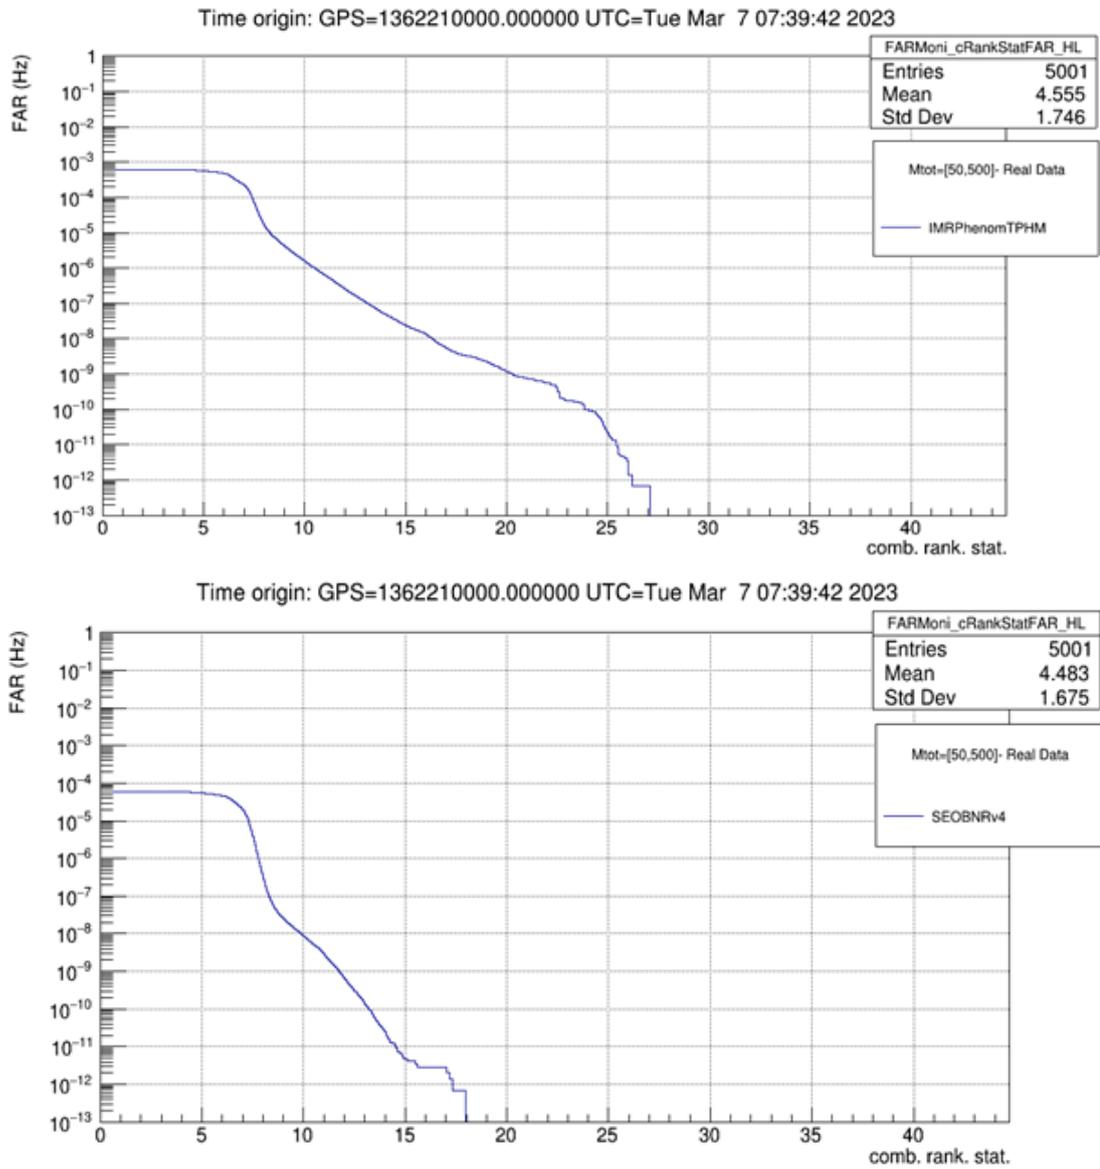 Time origin: GPS=1362210000.000000 UTC=Tue Mar  7 07:39:42 2023
FARMoni_cRankStatFAR_HL
Entries 5001
Mean 4.555
Std Dev 1.746
Mtot=[50,500]- Real Data
IMRPhenomTPHM
FAR (Hz)
1
10⁻¹
10⁻²
10⁻³
10⁻⁴
10⁻⁵
10⁻⁶
10⁻⁷
10⁻⁸
10⁻⁹
10⁻¹⁰
10⁻¹¹
10⁻¹²
10⁻¹³
0 5 10 15 20 25 30 35 40
comb. rank. stat.
Time origin: GPS=1362210000.000000 UTC=Tue Mar  7 07:39:42 2023
FARMoni_cRankStatFAR_HL
Entries 5001
Mean 4.483
Std Dev 1.675
Mtot=[50,500]- Real Data
SEOBNRv4
FAR (Hz)
1
10⁻¹
10⁻²
10⁻³
10⁻⁴
10⁻⁵
10⁻⁶
10⁻⁷
10⁻⁸
10⁻⁹
10⁻¹⁰
10⁻¹¹
10⁻¹²
10⁻¹³
0 5 10 15 20 25 30 35 40
comb. rank. stat.